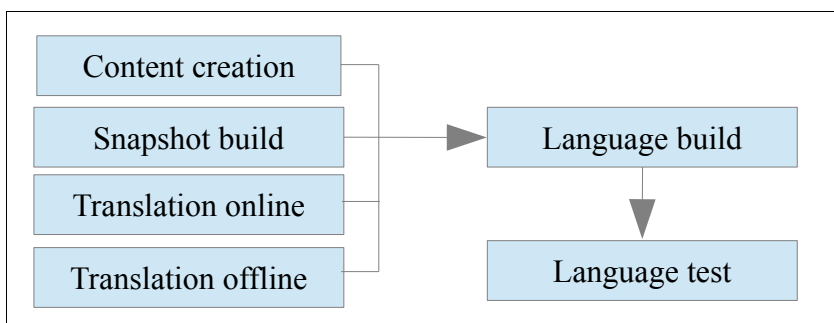 Content creation
Snapshot build
Translation online
Translation offline
Language build
Language test